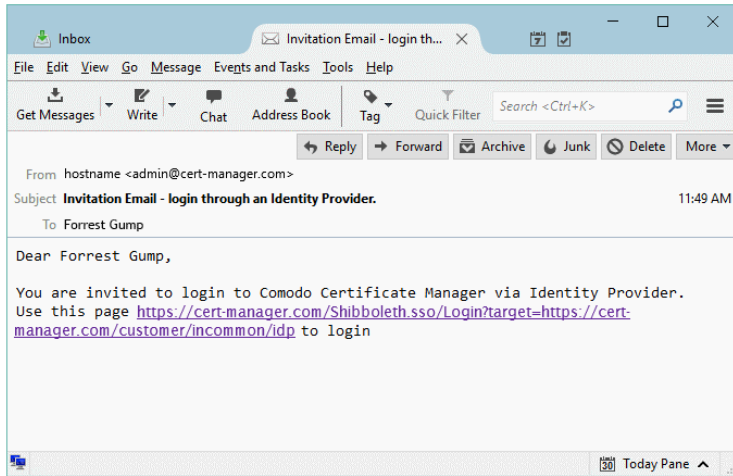 Inbox
Invitation Email - login th...
7
File Edit View Go Message Events and Tasks Tools Help
Get Messages Write Chat Address Book Tag Quick Filter Search <Ctrl+K>
Reply Forward Archive Junk Delete More
From hostname <admin@cert-manager.com>
Subject Invitation Email - login through an Identity Provider. 11:49 AM
To Forrest Gump
Dear Forrest Gump,
You are invited to login to Comodo Certificate Manager via Identity Provider.
Use this page https://cert-manager.com/Shibboleth.sso/Login?target=https://cert-
manager.com/customer/incommon/idp to login
30 Today Pane